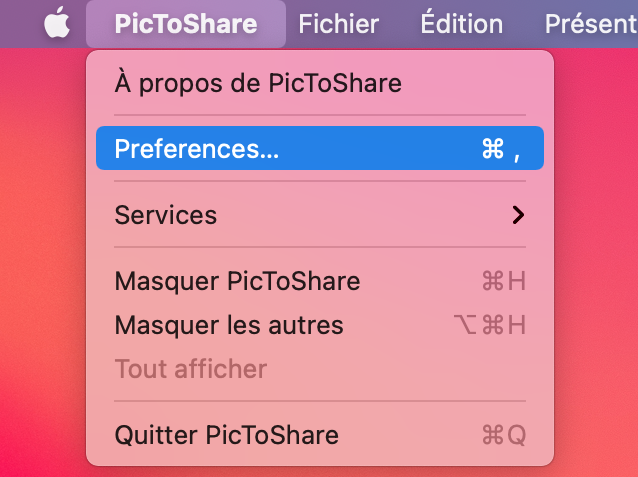 PicToShare Fichier Édition Présent
À propos de PicToShare
Preferences... ⌘ ,
Services
Masquer PicToShare ⌘H
Masquer les autres ⌥⌘H
Tout afficher
Quitter PicToShare ⌘Q